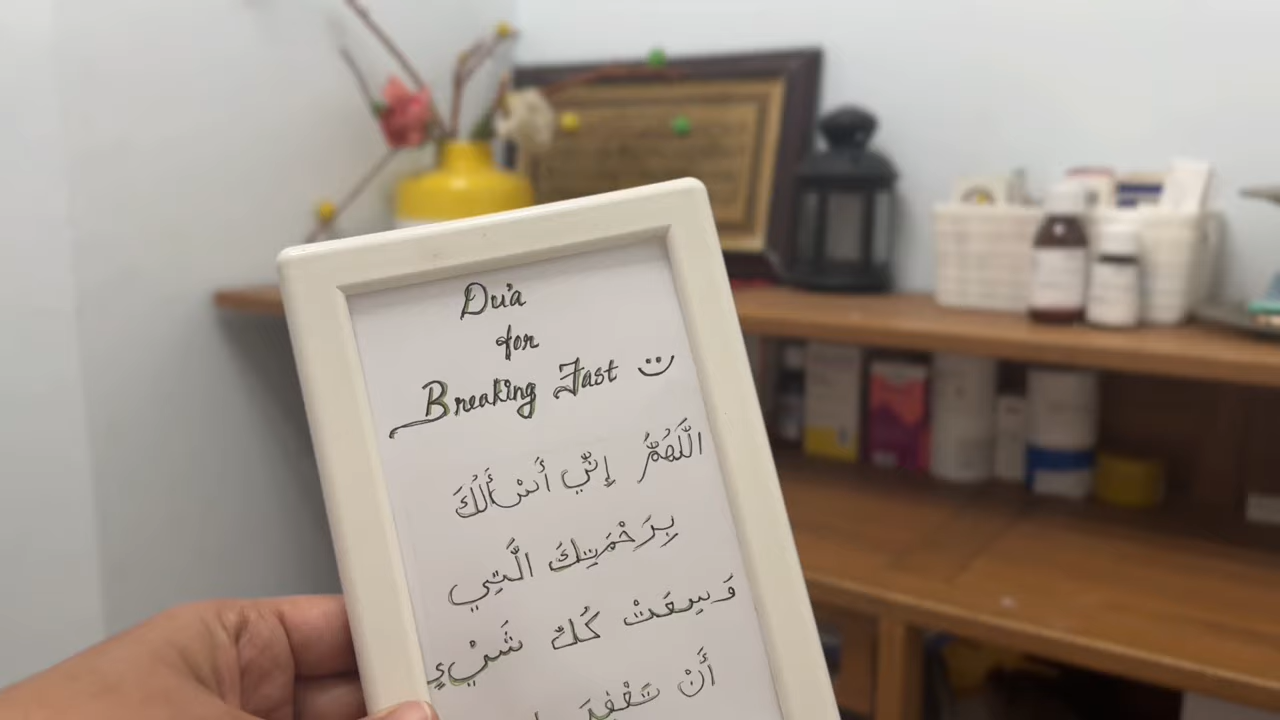 Du'a
for
Breaking Fast
اللَّهُمَّ إِنِّي أَسْأَلُكَ
بِرَحْمَتِكَ الَّتِي
وَسِعَتْ كُلَّ شَيْءٍ
أَنْ تَغْفِرَ